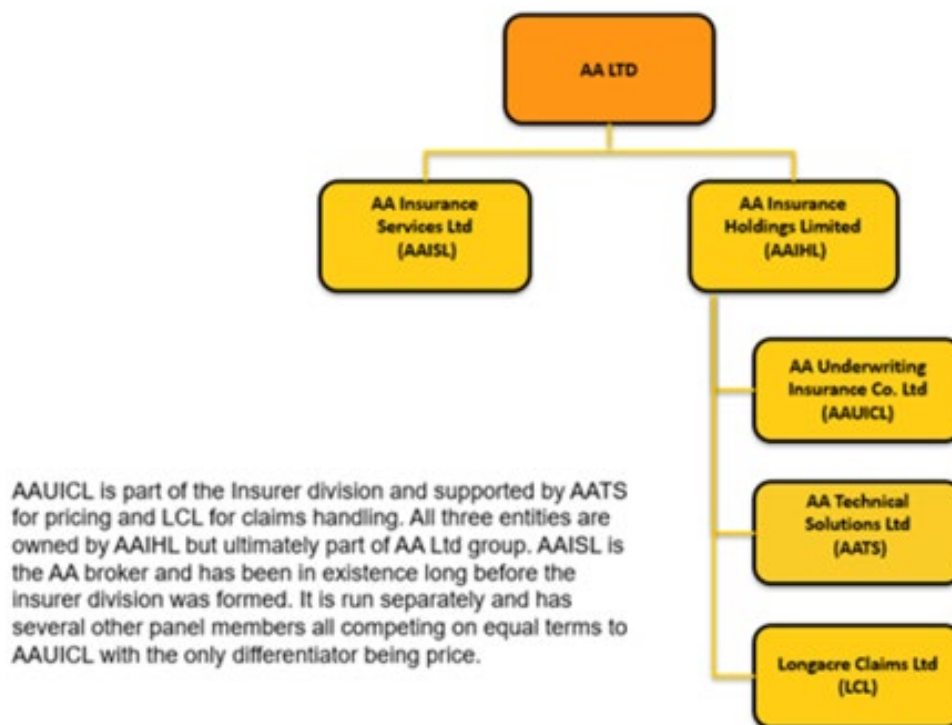 AA LTD
AA Insurance
Services Ltd
(AAISL)
AA Insurance
Holdings Limited
(AAIHL)
AA Underwriting
Insurance Co. Ltd
(AAUICL)
AA Technical
Solutions Ltd
(AATS)
Longacre Claims Ltd
(LCL)
AAUICL is part of the Insurer division and supported by AATS
for pricing and LCL for claims handling. All three entities are
owned by AAIHL but ultimately part of AA Ltd group. AAISL is
the AA broker and has been in existence long before the
insurer division was formed. It is run separately and has
several other panel members all competing on equal terms to
AAUICL with the only differentiator being price.